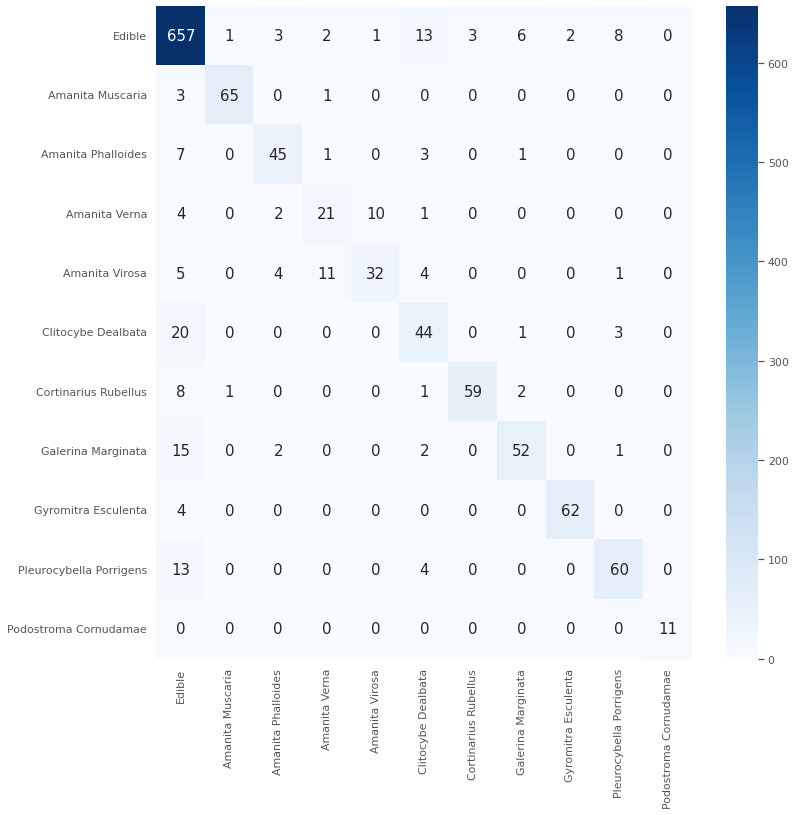 Edible 657 1 3 2 1 13 3 6 2 8 0
Amanita Muscaria 3 65 0 1 0 0 0 0 0 0 0
Amanita Phalloides 7 0 45 1 0 3 0 1 0 0 0
Amanita Verna 4 0 2 21 10 1 0 0 0 0 0
Amanita Virosa 5 0 4 11 32 4 0 0 0 1 0
Clitocybe Dealbata 20 0 0 0 0 44 0 1 0 3 0
Cortinarius Rubellus 8 1 0 0 0 1 59 2 0 0 0
Galerina Marginata 15 0 2 0 0 2 0 52 0 1 0
Gyromitra Esculenta 4 0 0 0 0 0 0 0 62 0 0
Pleurocybella Porrigens 13 0 0 0 0 4 0 0 0 60 0
Podostroma Cornudamae 0 0 0 0 0 0 0 0 0 0 11
Edible
Amanita Muscaria
Amanita Phalloides
Amanita Verna
Amanita Virosa
Clitocybe Dealbata
Cortinarius Rubellus
Galerina Marginata
Gyromitra Esculenta
Pleurocybella Porrigens
Podostroma Cornudamae
600
500
400
300
200
100
0